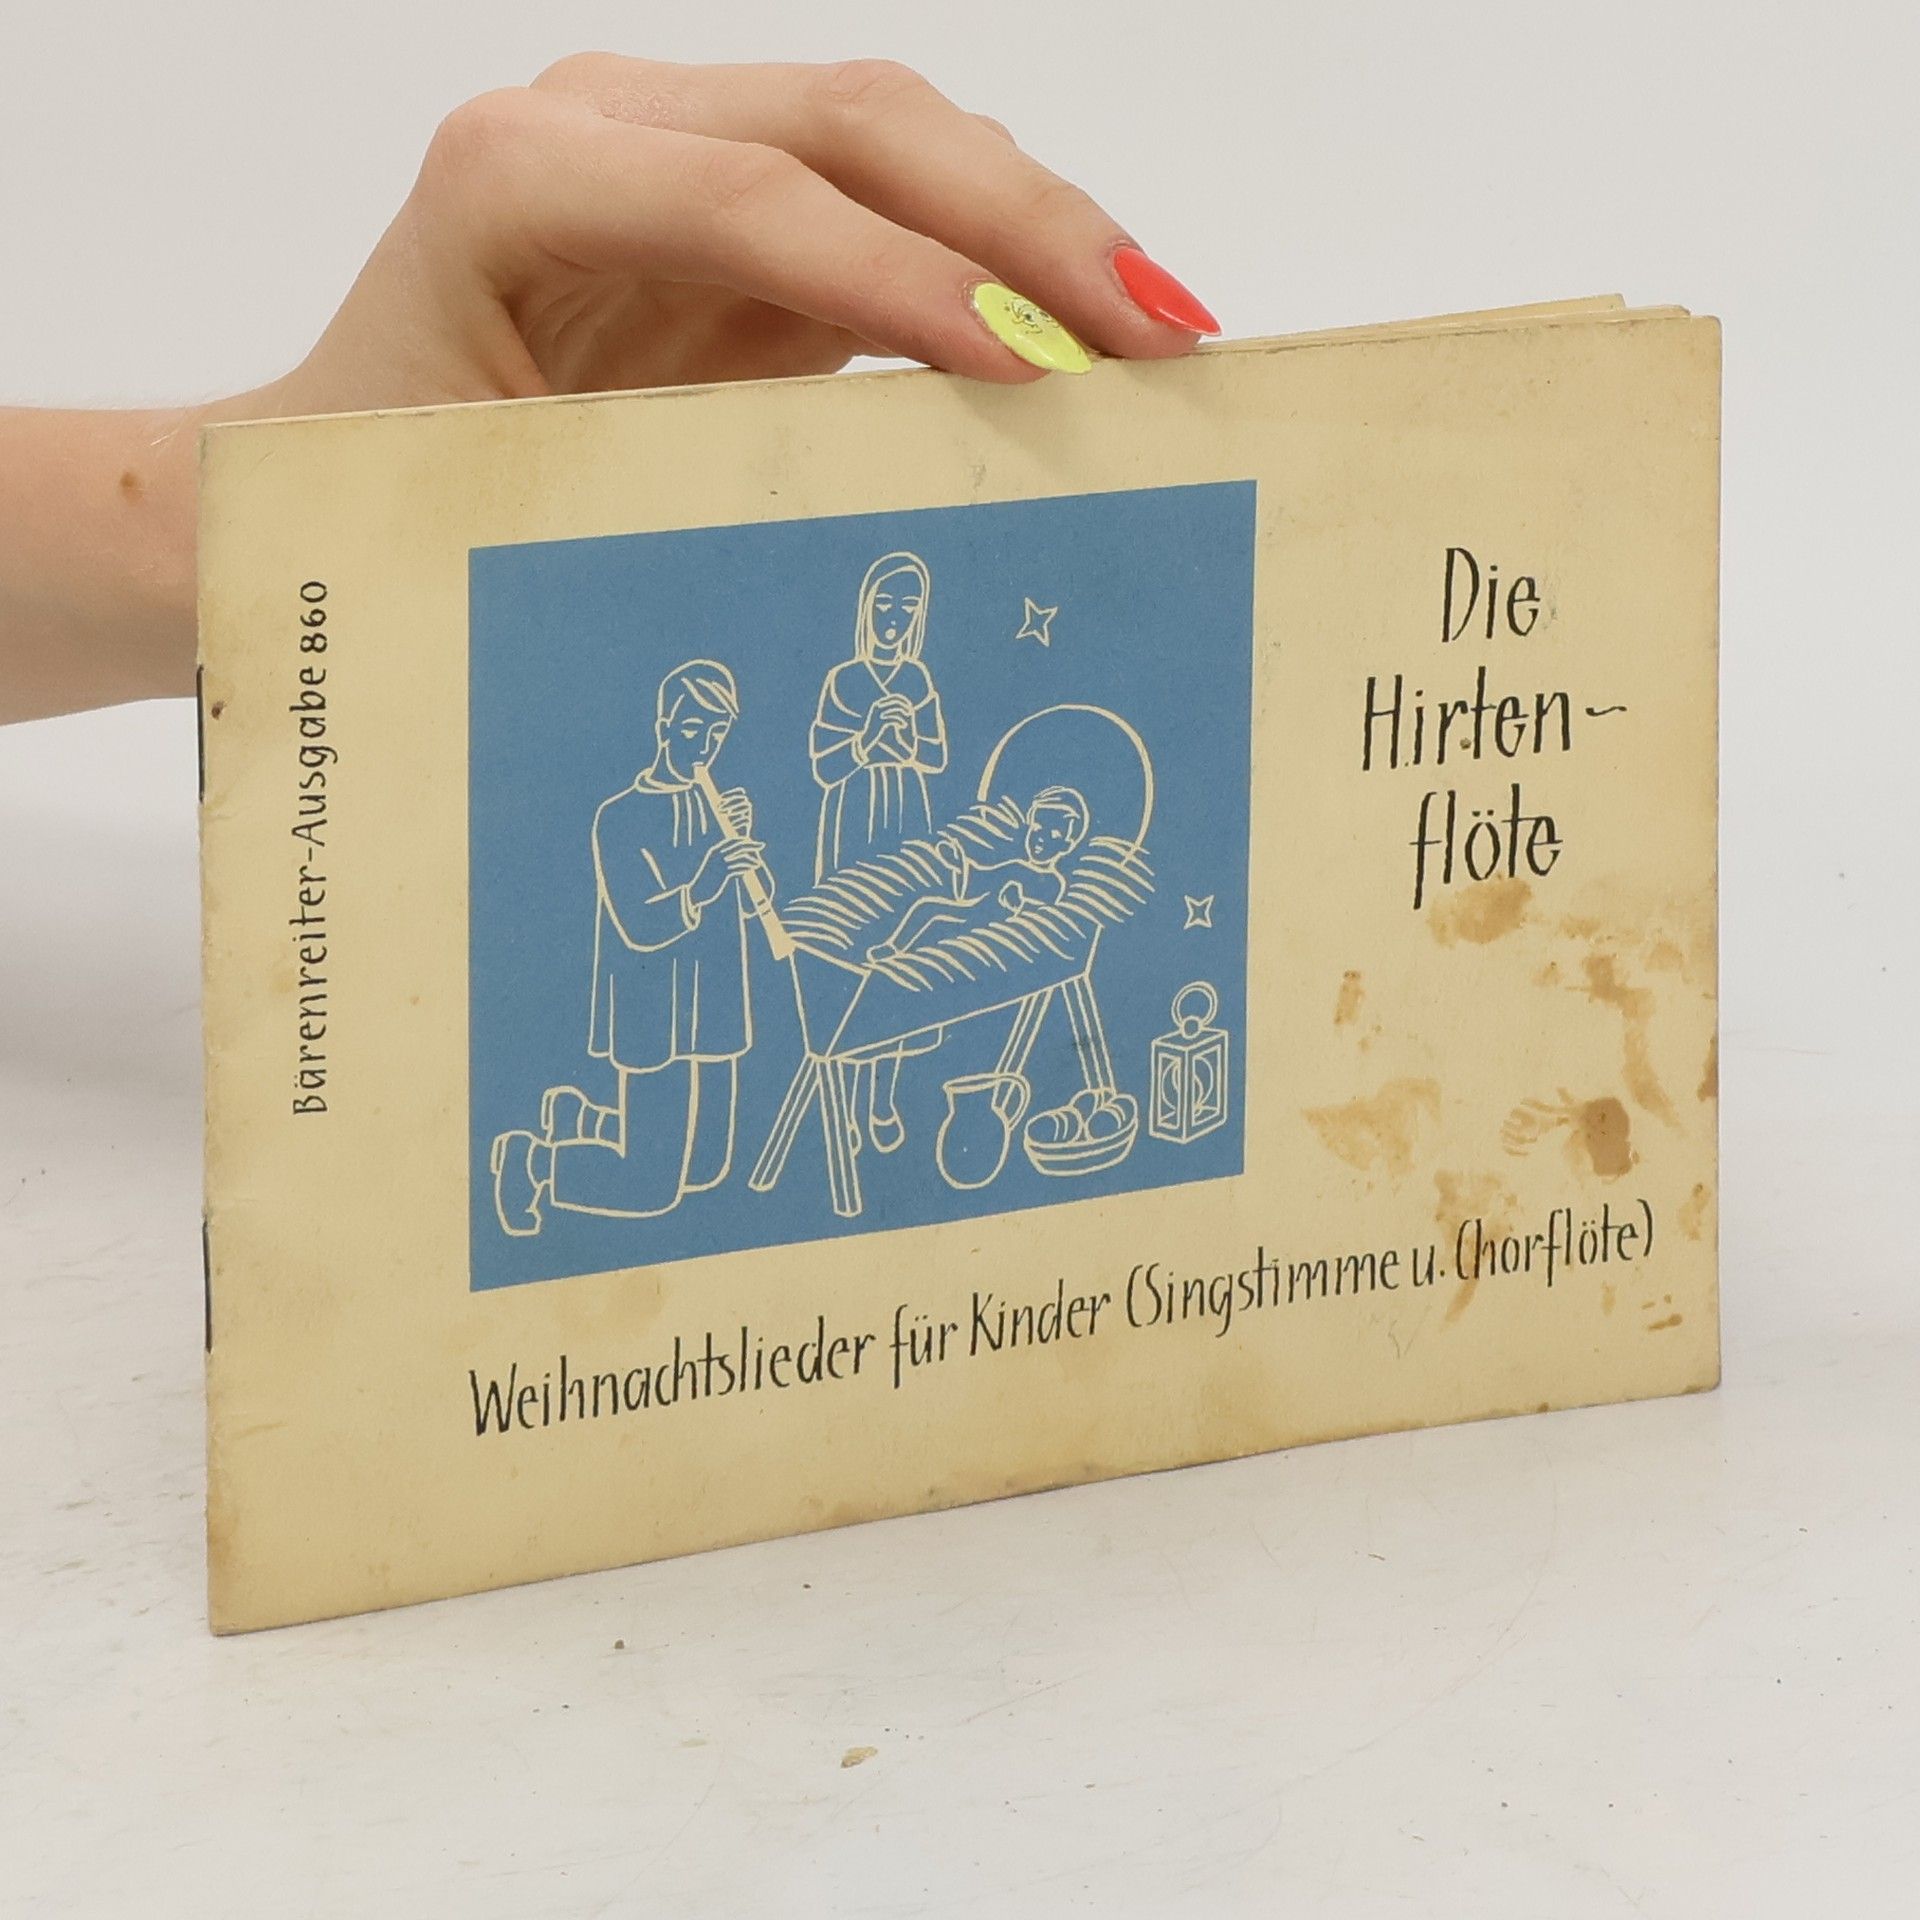 Bärenreiter-Ausgabe 860
Die
Hirten-
flöte
Weihnachtslieder für Kinder (Singstimme u. Chorflöte)